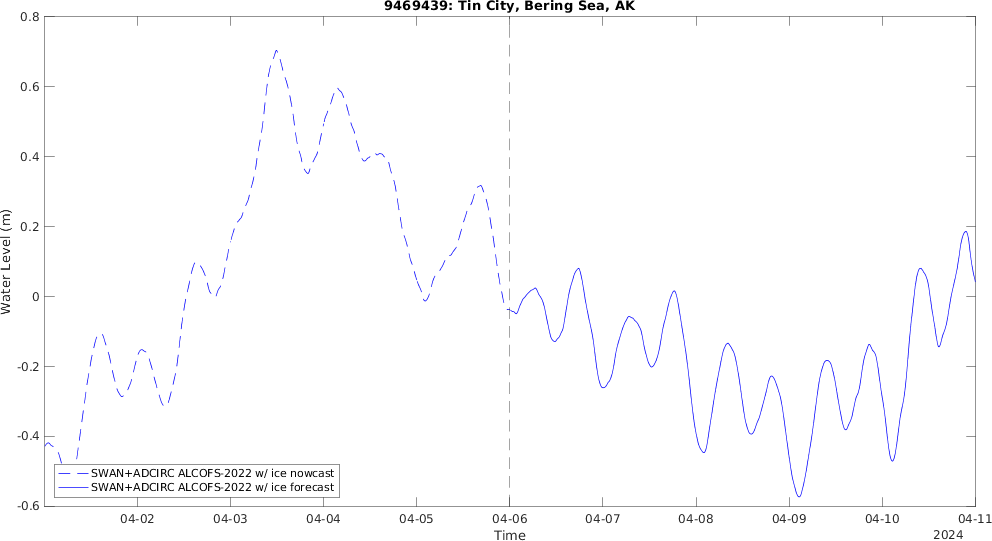 9469439: Tin City, Bering Sea, AK
Water Level (m)
0.8
0.6
0.4
0.2
0
-0.2
-0.4
-0.6
SWAN+ADCIRC ALCOFS-2022 w/ ice nowcast
SWAN+ADCIRC ALCOFS-2022 w/ ice forecast
04-02 04-03 04-04 04-05 04-06 04-07 04-08 04-09 04-10 04-11
Time
2024